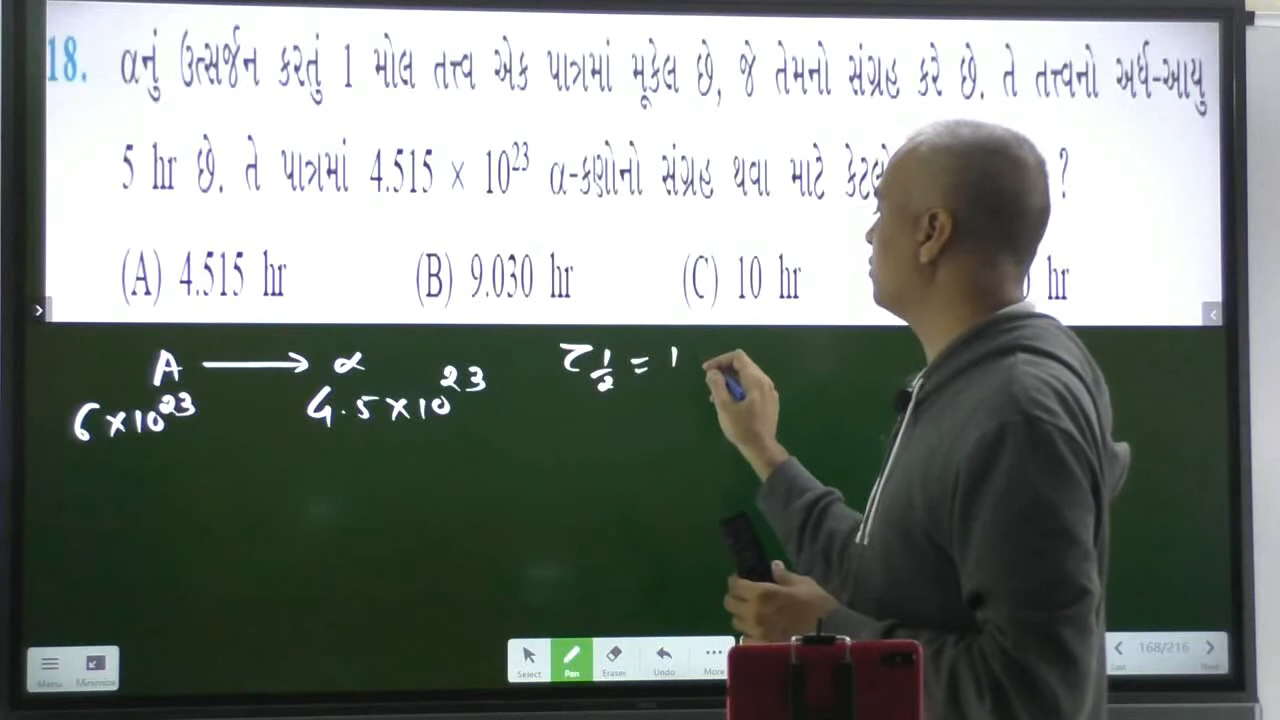 18. αનું ઉત્સર્જન કરતું 1 મોલ તત્ત્વ એક પાત્રમાં મૂકેલ છે, જે તેમનો સંગ્રહ કરે છે. તે તત્ત્વનો અર્ધ-આયુ
5 hr છે. તે પાત્રમાં 4.515 × 10²³ α-કણોનો સંગ્રહ થવા માટે ?
(A) 4.515 hr (B) 9.030 hr (C) 10 hr hr
A ⟶ α τ½ = 1
6×10²³ 4.5×10²³
Menu Minimize Select Pen Eraser Undo More Last 168/216 Next